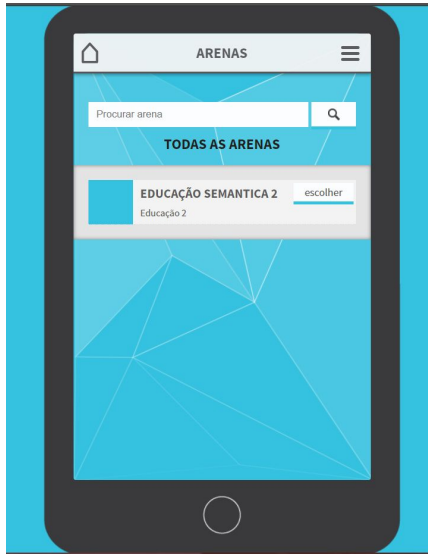 ARENAS
Procurar arena
TODAS AS ARENAS
EDUCAÇÃO SEMANTICA 2
escolher
Educação 2